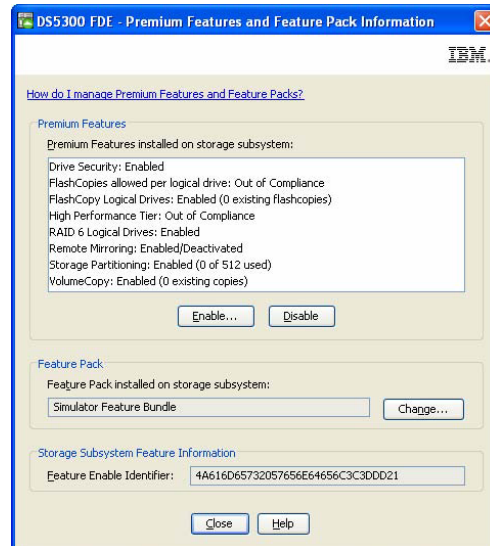 DS5300 FDE - Premium Features and Feature Pack Information
IBM.
How do I manage Premium Features and Feature Packs?
Premium Features
Premium Features installed on storage subsystem:
Drive Security: Enabled
FlashCopies allowed per logical drive: Out of Compliance
FlashCopy Logical Drives: Enabled (0 existing flashcopies)
High Performance Tier: Out of Compliance
RAID 6 Logical Drives: Enabled
Remote Mirroring: Enabled/Deactivated
Storage Partitioning: Enabled (0 of 512 used)
VolumeCopy: Enabled (0 existing copies)
Enable... Disable
Feature Pack
Feature Pack installed on storage subsystem:
Simulator Feature Bundle Change...
Storage Subsystem Feature Information
Feature Enable Identifier: 4A616D65732057656E64656C3C3DDD21
Close Help